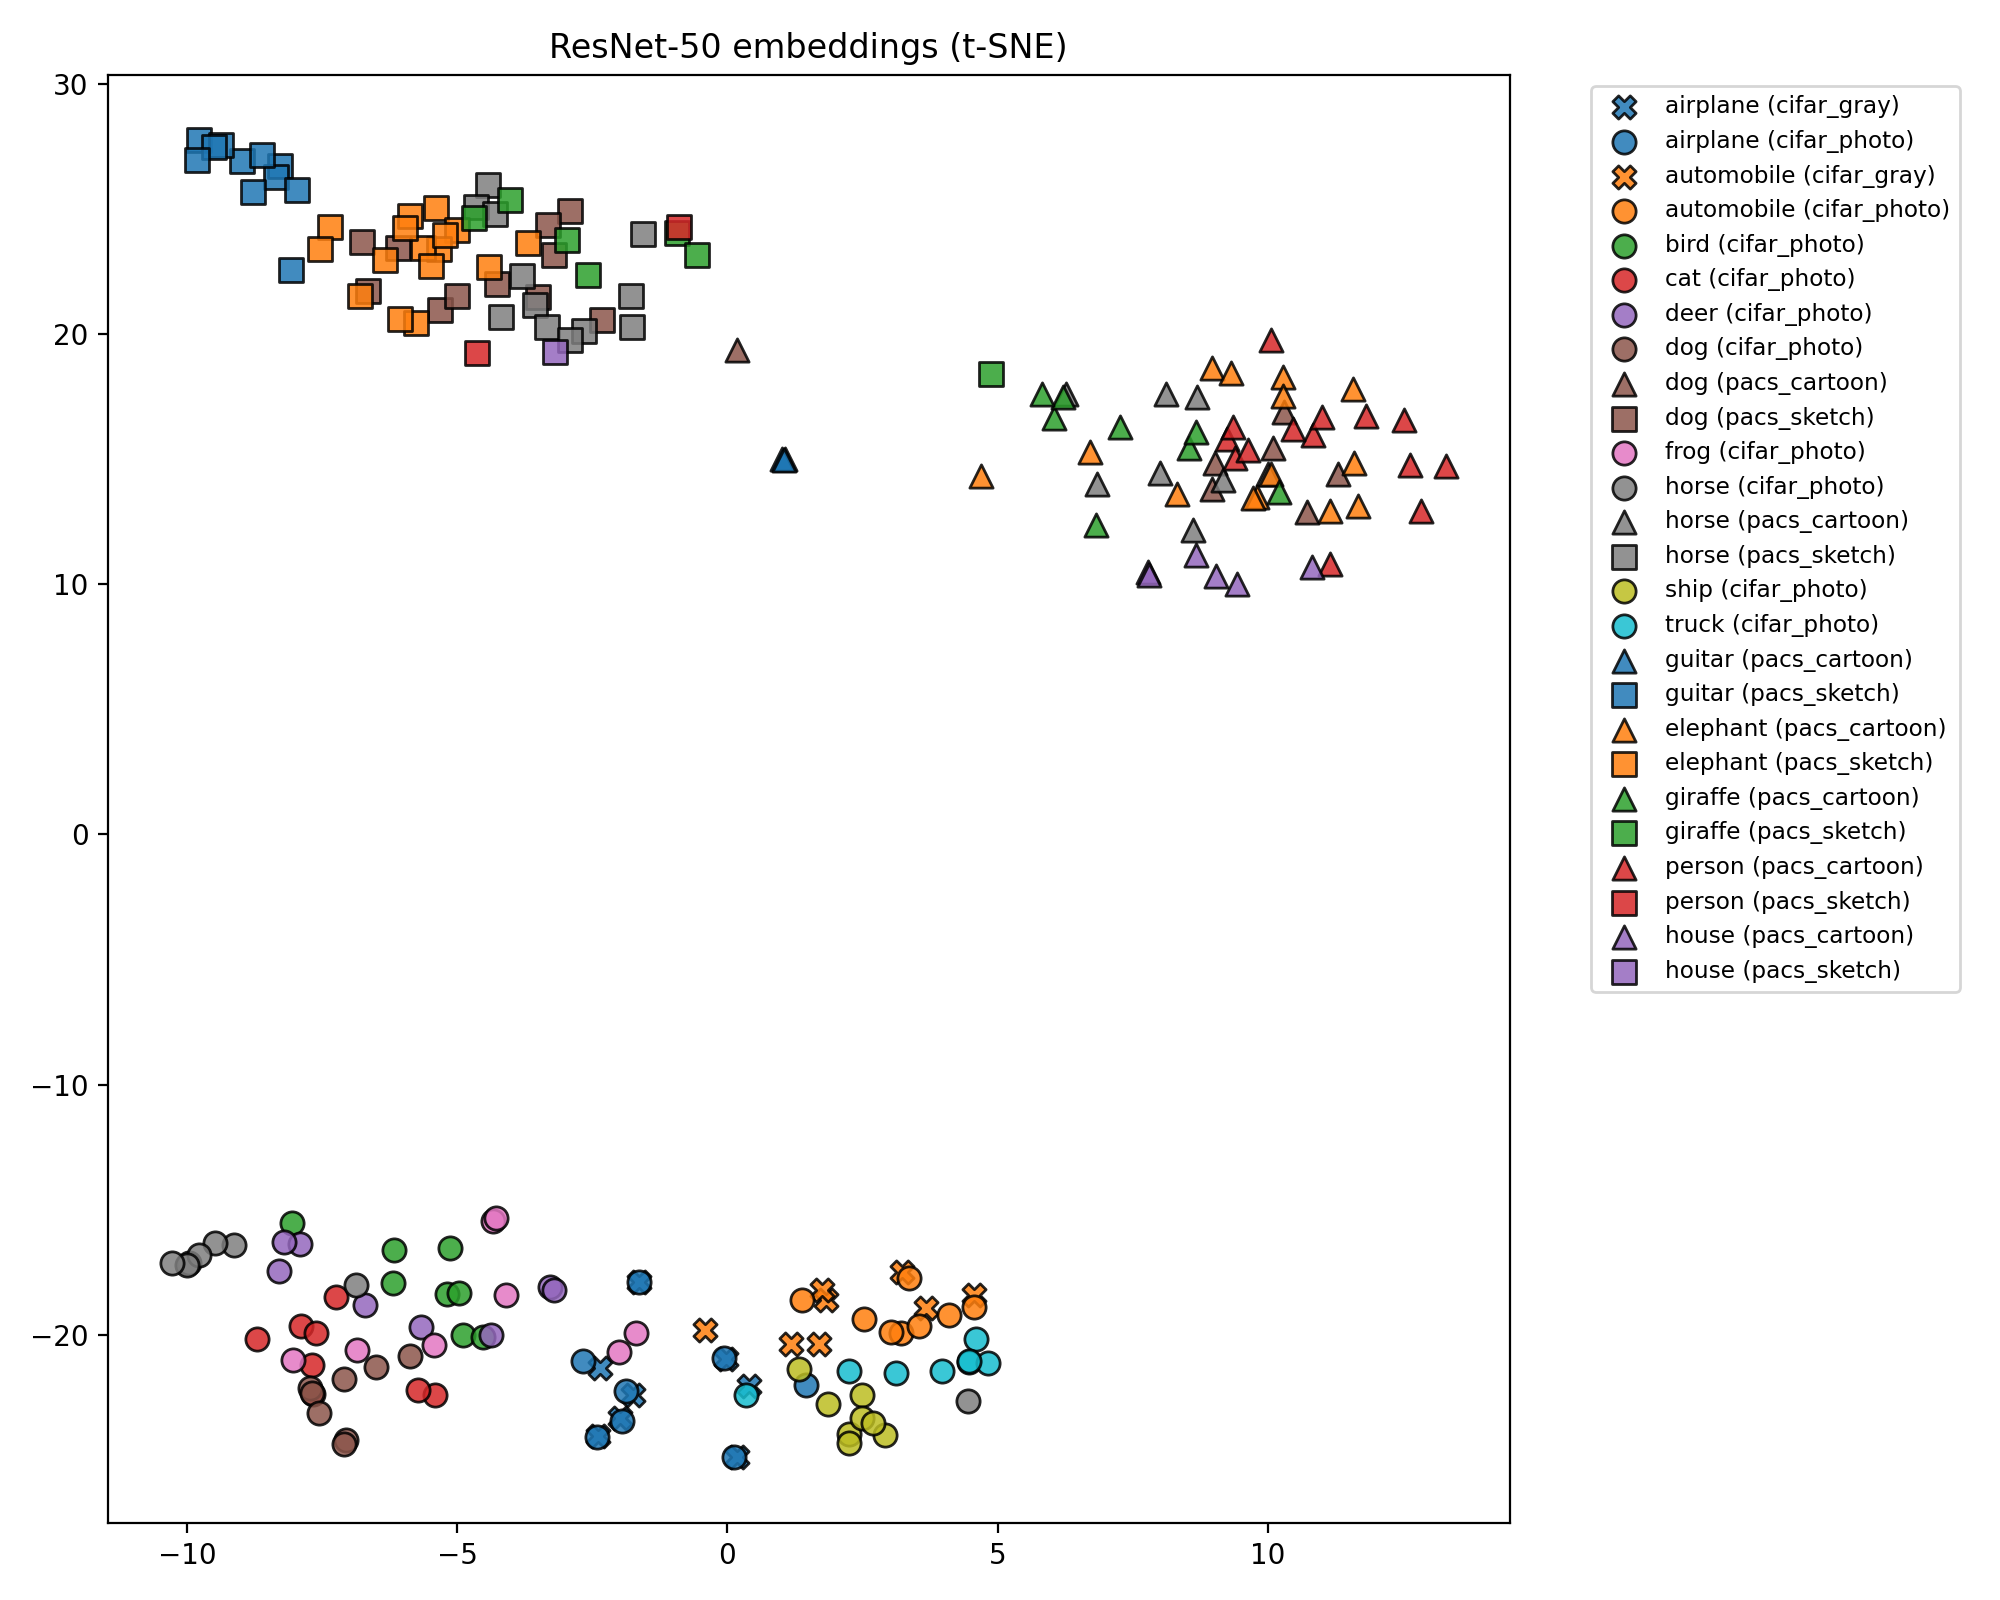 ResNet-50 embeddings (t-SNE)
30
20
10
0
−10
−20
−10
−5
0
5
10
airplane (cifar_gray)
airplane (cifar_photo)
automobile (cifar_gray)
automobile (cifar_photo)
bird (cifar_photo)
cat (cifar_photo)
deer (cifar_photo)
dog (cifar_photo)
dog (pacs_cartoon)
dog (pacs_sketch)
frog (cifar_photo)
horse (cifar_photo)
horse (pacs_cartoon)
horse (pacs_sketch)
ship (cifar_photo)
truck (cifar_photo)
guitar (pacs_cartoon)
guitar (pacs_sketch)
elephant (pacs_cartoon)
elephant (pacs_sketch)
giraffe (pacs_cartoon)
giraffe (pacs_sketch)
person (pacs_cartoon)
person (pacs_sketch)
house (pacs_cartoon)
house (pacs_sketch)